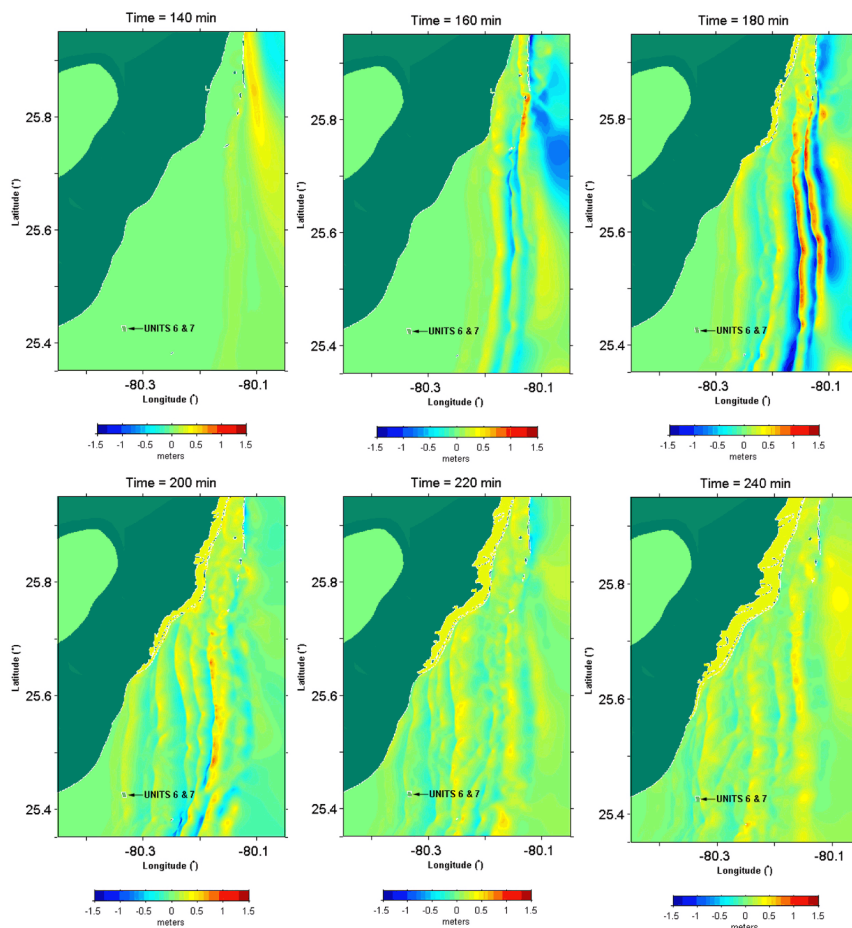 Time = 140 min
Time = 160 min
Time = 180 min
25.8
25.8
25.8
Latitude (°)
Latitude (°)
Latitude (°)
25.6
25.6
25.6
UNITS 6 & 7
UNITS 6 & 7
UNITS 6 & 7
25.4
25.4
25.4
-80.3 -80.1
-80.3 -80.1
-80.3 -80.1
Longitude (°)
Longitude (°)
Longitude (°)
-1.5 -1 -0.5 0 0.5 1 1.5
-1.5 -1 -0.5 0 0.5 1 1.5
-1.5 -1 -0.5 0 0.5 1 1.5
meters
meters
meters
Time = 200 min
Time = 220 min
Time = 240 min
25.8
25.8
25.8
Latitude (°)
Latitude (°)
Latitude (°)
25.6
25.6
25.6
UNITS 6 & 7
UNITS 6 & 7
UNITS 6 & 7
25.4
25.4
25.4
-80.3 -80.1
-80.3 -80.1
-80.3 -80.1
Longitude (°)
Longitude (°)
Longitude (°)
-1.5 -1 -0.5 0 0.5 1 1.5
-1.5 -1 -0.5 0 0.5 1 1.5
-1.5 -1 -0.5 0 0.5 1 1.5
meters
meters
meters